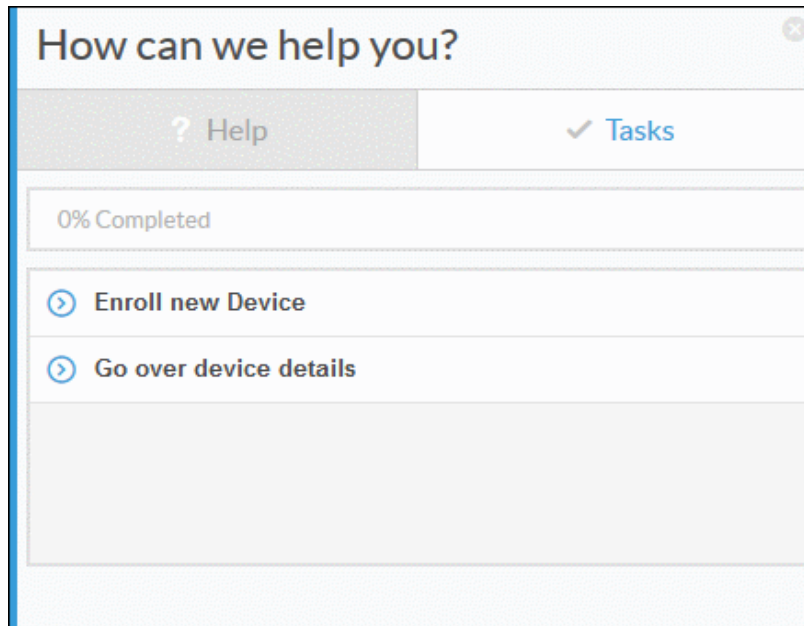 How can we help you?
? Help
Tasks
0% Completed
Enroll new Device
Go over device details